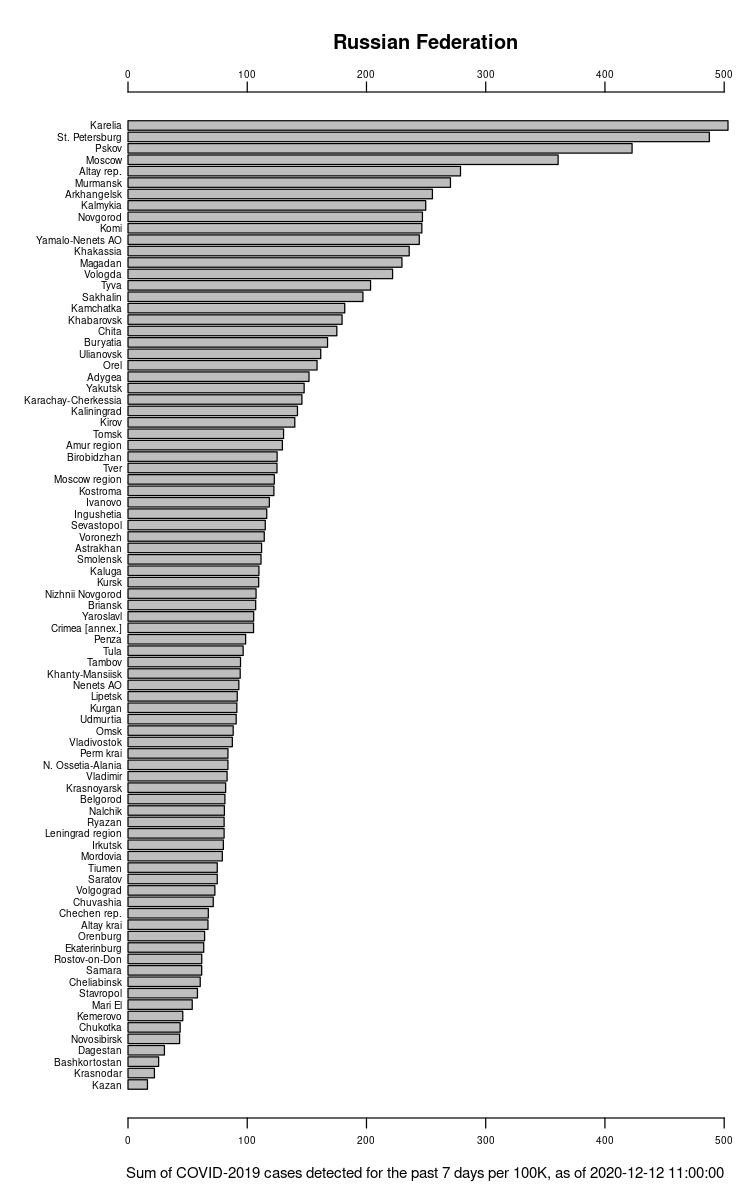 Russian Federation
0 100 200 300 400 500
Karelia
St. Petersburg
Pskov
Moscow
Altay rep.
Murmansk
Arkhangelsk
Kalmykia
Novgorod
Komi
Yamalo-Nenets AO
Khakassia
Magadan
Vologda
Tyva
Sakhalin
Kamchatka
Khabarovsk
Chita
Buryatia
Ulianovsk
Orel
Adygea
Yakutsk
Karachay-Cherkessia
Kaliningrad
Kirov
Tomsk
Amur region
Birobidzhan
Tver
Moscow region
Kostroma
Ivanovo
Ingushetia
Sevastopol
Voronezh
Astrakhan
Smolensk
Kaluga
Kursk
Nizhnii Novgorod
Briansk
Yaroslavl
Crimea [annex.]
Penza
Tula
Tambov
Khanty-Mansiisk
Nenets AO
Lipetsk
Kurgan
Udmurtia
Omsk
Vladivostok
Perm krai
N. Ossetia-Alania
Vladimir
Krasnoyarsk
Belgorod
Nalchik
Ryazan
Leningrad region
Irkutsk
Mordovia
Tiumen
Saratov
Volgograd
Chuvashia
Chechen rep.
Altay krai
Orenburg
Ekaterinburg
Rostov-on-Don
Samara
Cheliabinsk
Stavropol
Mari El
Kemerovo
Chukotka
Novosibirsk
Dagestan
Bashkortostan
Krasnodar
Kazan
0 100 200 300 400 500
Sum of COVID-2019 cases detected for the past 7 days per 100K, as of 2020-12-12 11:00:00